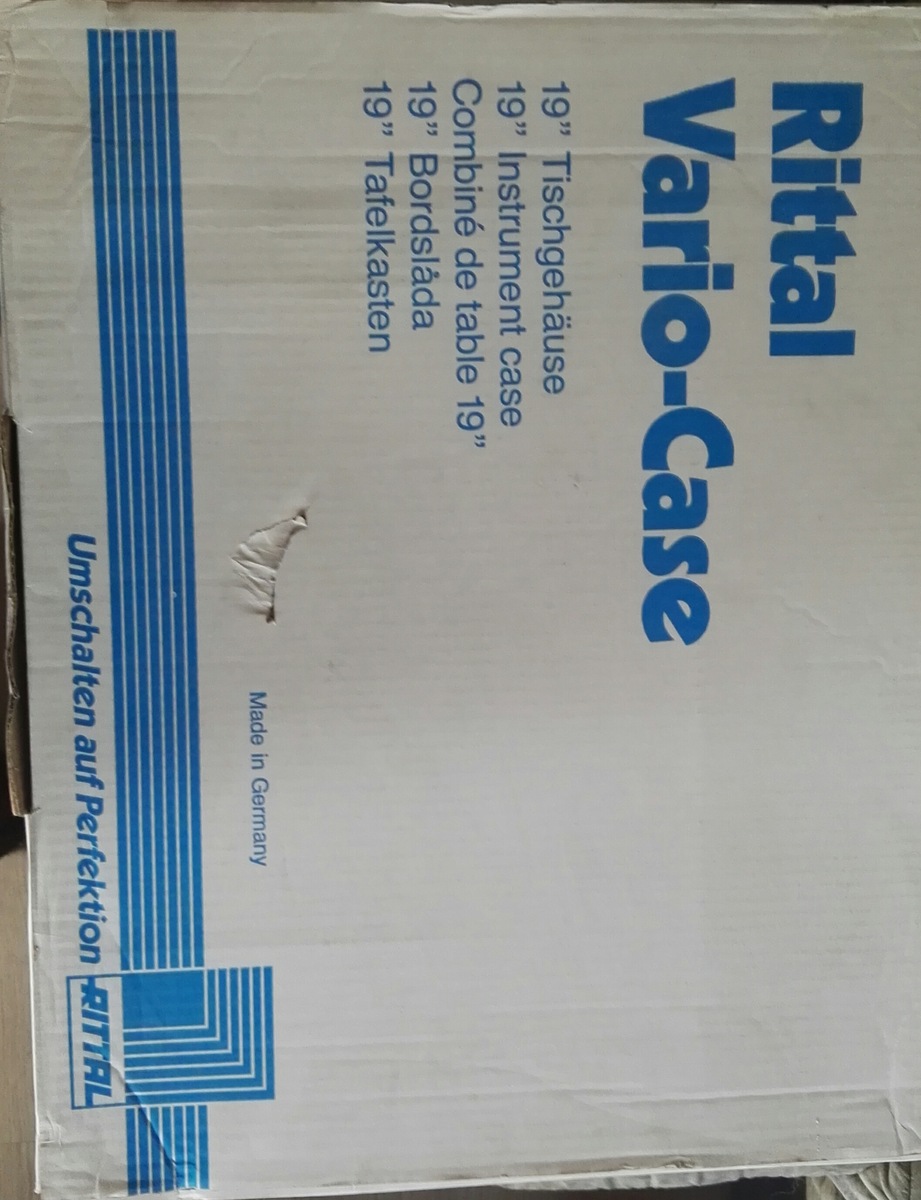 Rittal
Vario-Case
19” Tischgehäuse
19” Instrument case
Combiné de table 19”
19” Bordslåda
19” Tafelkasten
Made in Germany
Umschalten auf Perfektion RITTAL